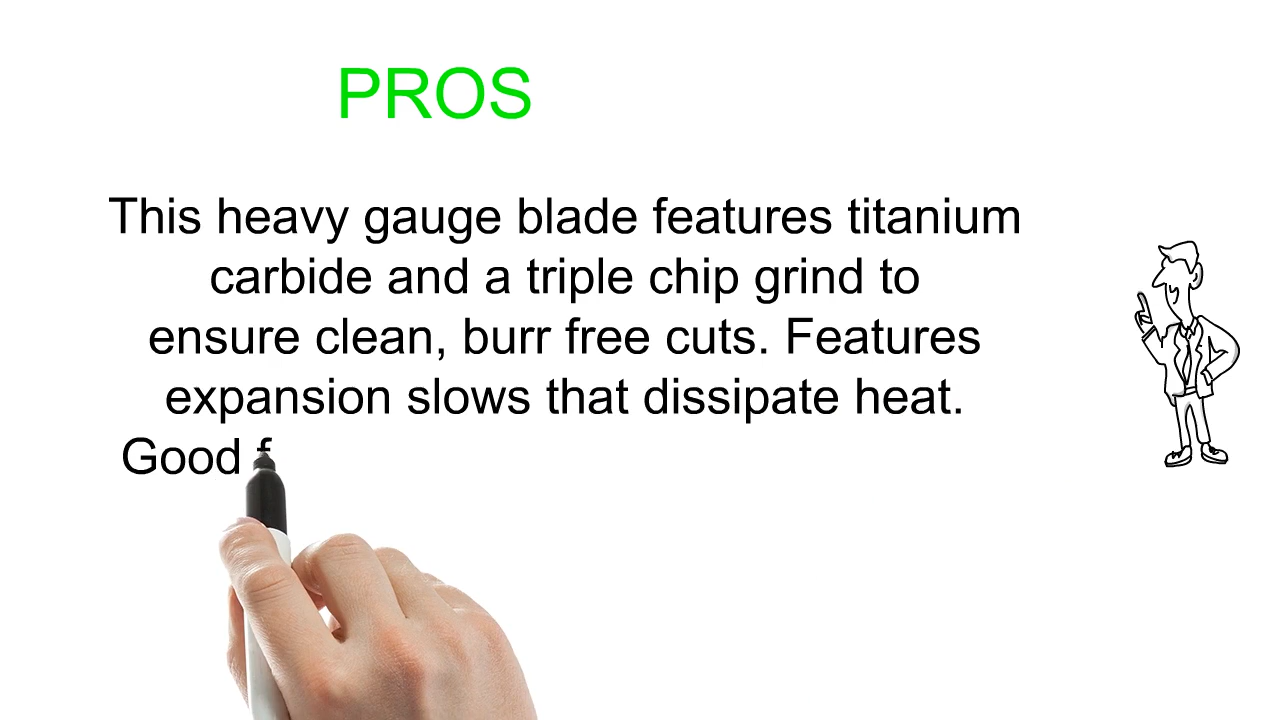 PROS
This heavy gauge blade features titanium
carbide and a triple chip grind to
ensure clean, burr free cuts. Features
expansion slows that dissipate heat.
Good